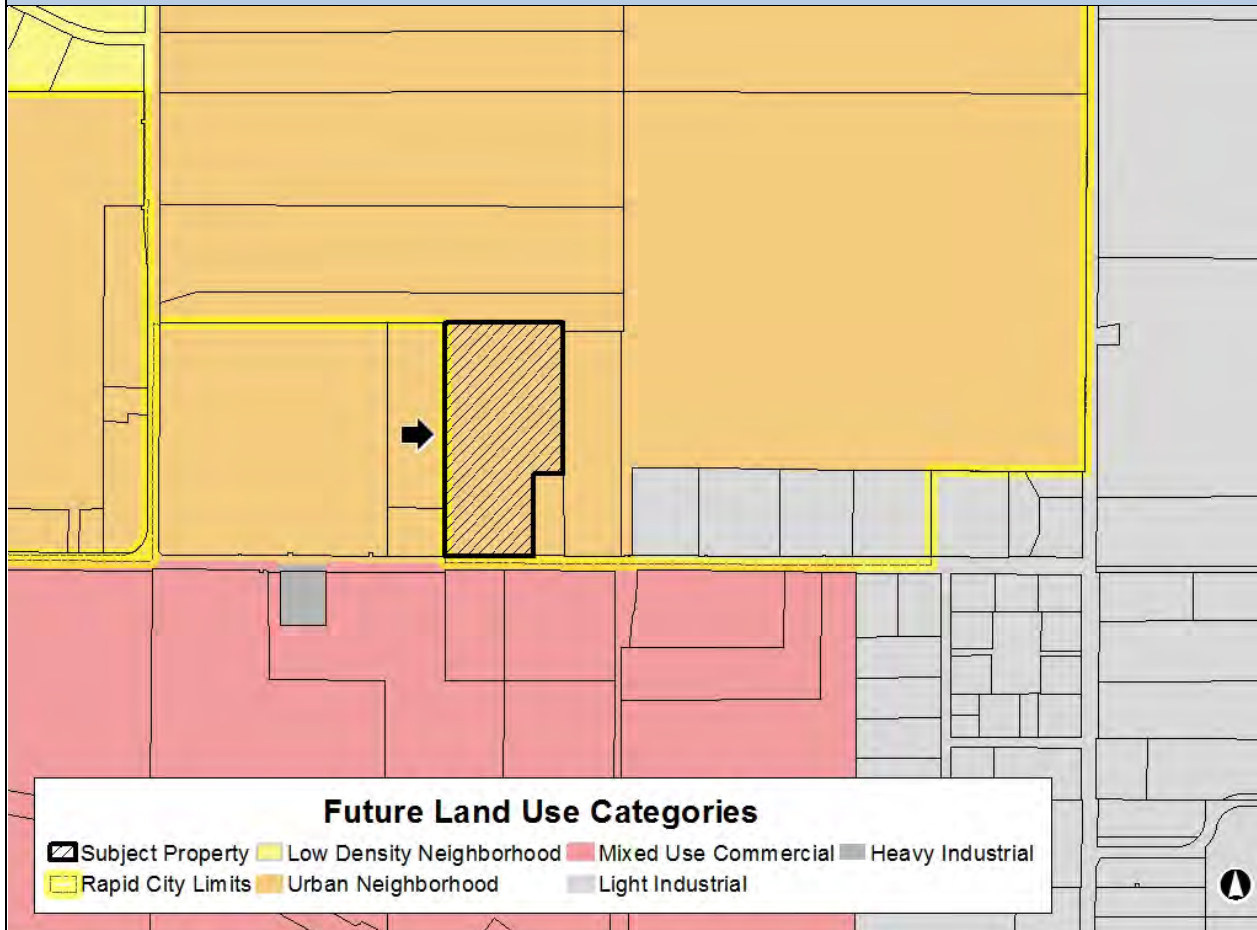 Future Land Use Categories
Subject Property Low Density Neighborhood Mixed Use Commercial Heavy Industrial
Rapid City Limits Urban Neighborhood Light Industrial